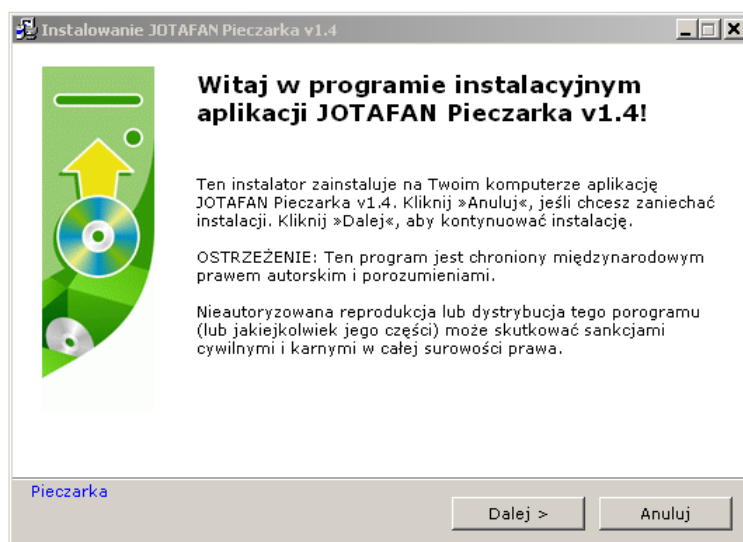 Instalowanie JOTAFAN Pieczarka v1.4
Witaj w programie instalacyjnym
aplikacji JOTAFAN Pieczarka v1.4!
Ten instalator zainstaluje na Twoim komputerze aplikację
JOTAFAN Pieczarka v1.4. Kliknij »Anuluj«, jeśli chcesz zaniechać
instalacji. Kliknij »Dalej«, aby kontynuować instalację.
OSTRZEŻENIE: Ten program jest chroniony międzynarodowym
prawem autorskim i porozumieniami.
Nieautoryzowana reprodukcja lub dystrybucja tego porogramu
(lub jakiejkolwiek jego części) może skutkować sankcjami
cywilnymi i karnymi w całej surowości prawa.
Pieczarka
Dalej >
Anuluj